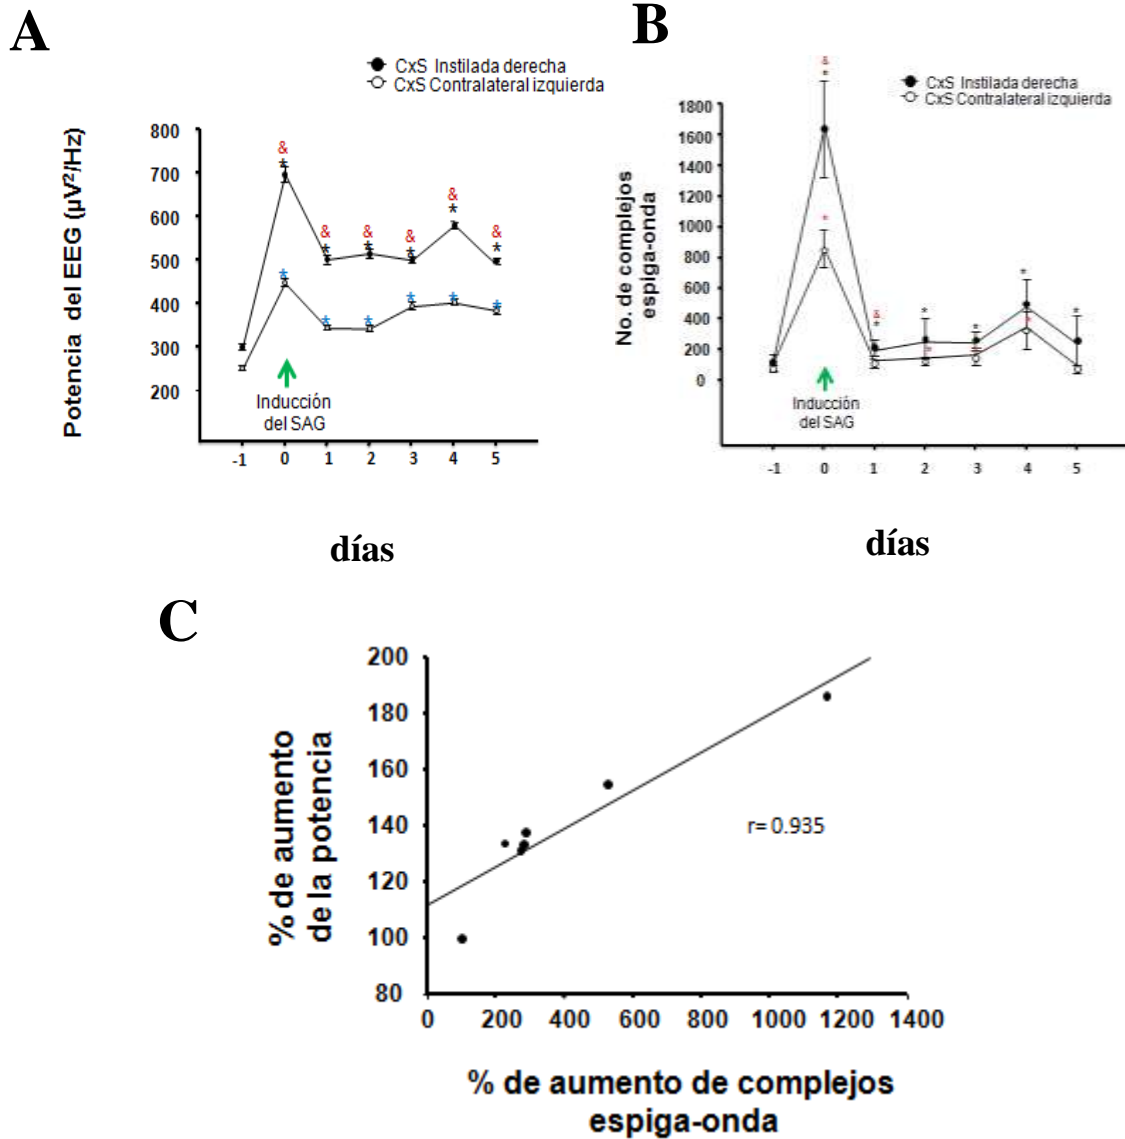 A
CxS Instilada derecha
CxS Contralateral izquierda
Potencia del EEG (µV²/Hz)
800
700
600
500
400
300
200
& * & * & * & * & * & *
* * * * * *
Inducción
del SAG
-1 0 1 2 3 4 5
días
B
CxS Instilada derecha
CxS Contralateral izquierda
No. de complejos
espiga-onda
1800
1600
1400
1200
1000
800
600
400
200
0
& *
*
& * * * * *
Inducción
del SAG
-1 0 1 2 3 4 5
días
C
% de aumento
de la potencia
200
180
160
140
120
100
80
r= 0.935
0 200 400 600 800 1000 1200 1400
% de aumento de complejos
espiga-onda